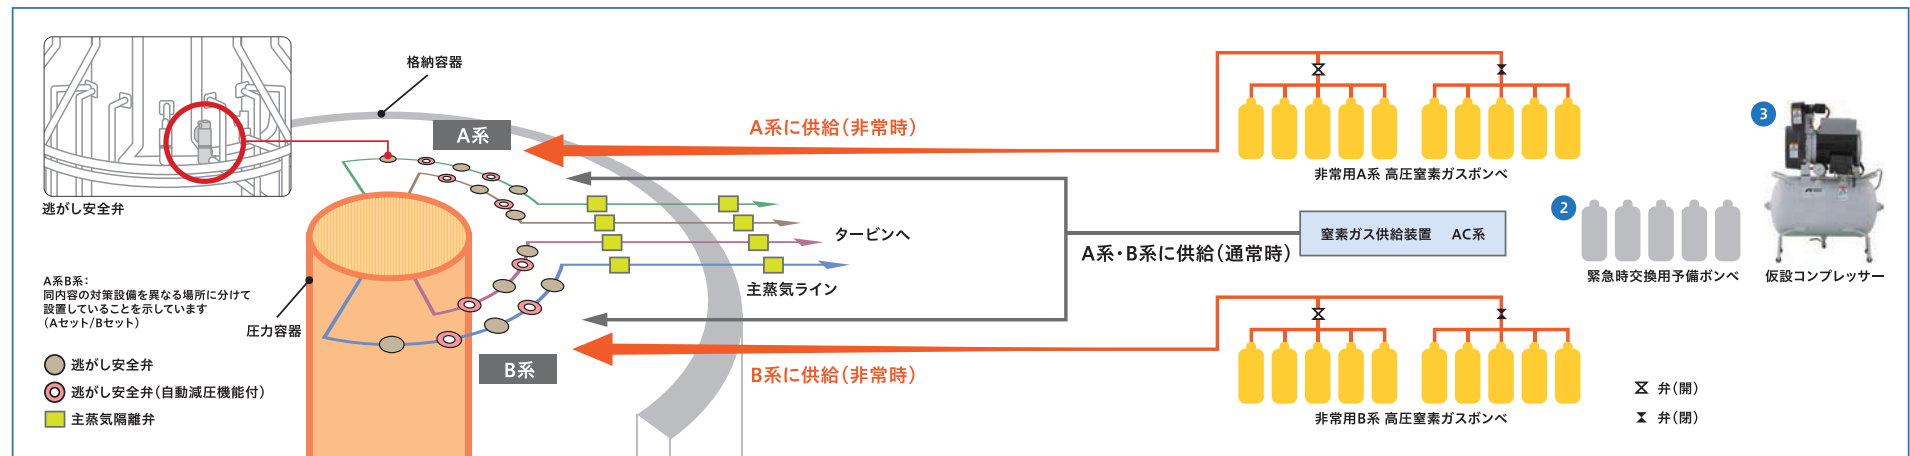 格納容器
A系
A系に供給(非常時)
非常用A系 高圧窒素ガスボンベ
3
逃がし安全弁
2
タービンへ
窒素ガス供給装置 AC系
A系・B系に供給(通常時)
緊急時交換用予備ボンベ
仮設コンプレッサー
主蒸気ライン
A系B系:
同内容の対策設備を異なる場所に分けて
設置していることを示しています
(Aセット/Bセット)
圧力容器
逃がし安全弁
逃がし安全弁(自動減圧機能付)
主蒸気隔離弁
B系
B系に供給(非常時)
非常用B系 高圧窒素ガスボンベ
弁(開)
弁(閉)